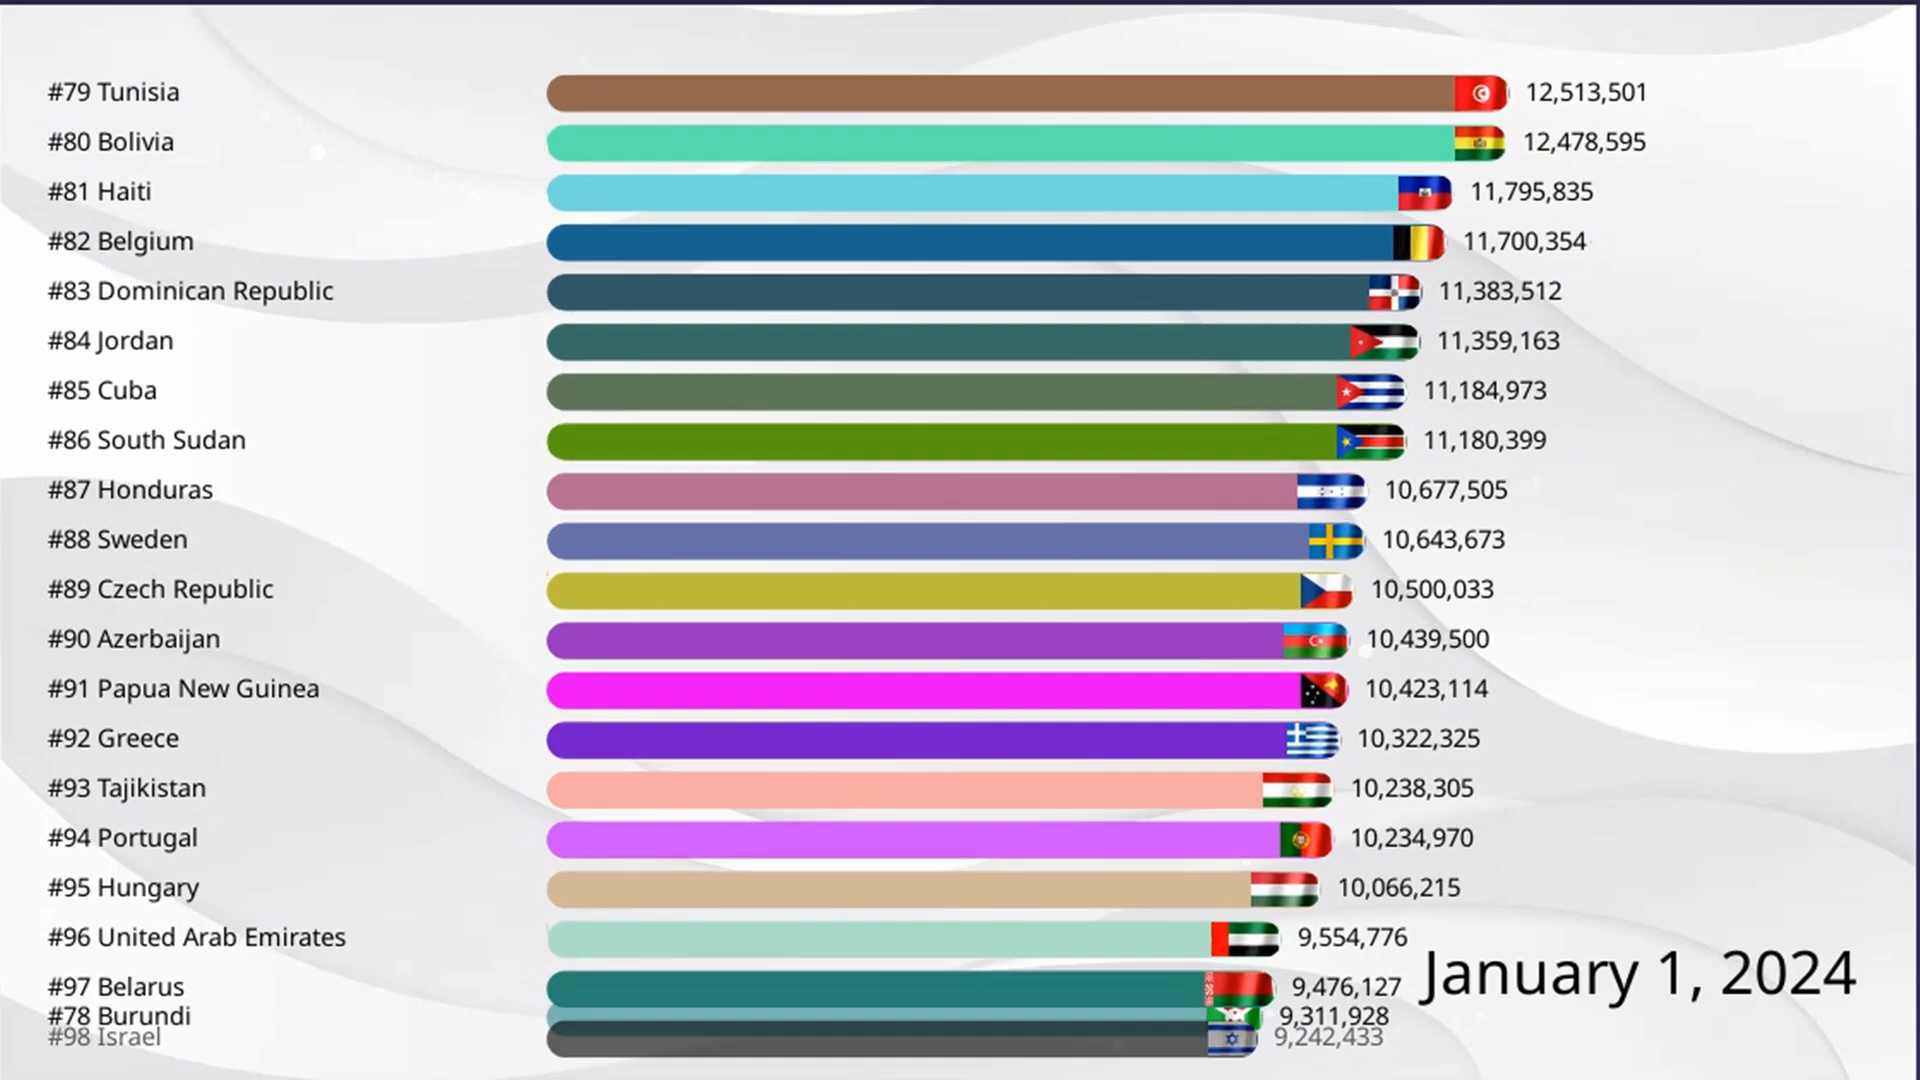 #79 Tunisia 12,513,501
#80 Bolivia 12,478,595
#81 Haiti 11,795,835
#82 Belgium 11,700,354
#83 Dominican Republic 11,383,512
#84 Jordan 11,359,163
#85 Cuba 11,184,973
#86 South Sudan 11,180,399
#87 Honduras 10,677,505
#88 Sweden 10,643,673
#89 Czech Republic 10,500,033
#90 Azerbaijan 10,439,500
#91 Papua New Guinea 10,423,114
#92 Greece 10,322,325
#93 Tajikistan 10,238,305
#94 Portugal 10,234,970
#95 Hungary 10,066,215
#96 United Arab Emirates 9,554,776
January 1, 2024
#97 Belarus 9,476,127
#78 Burundi 9,311,928
#98 Israel 9,242,433